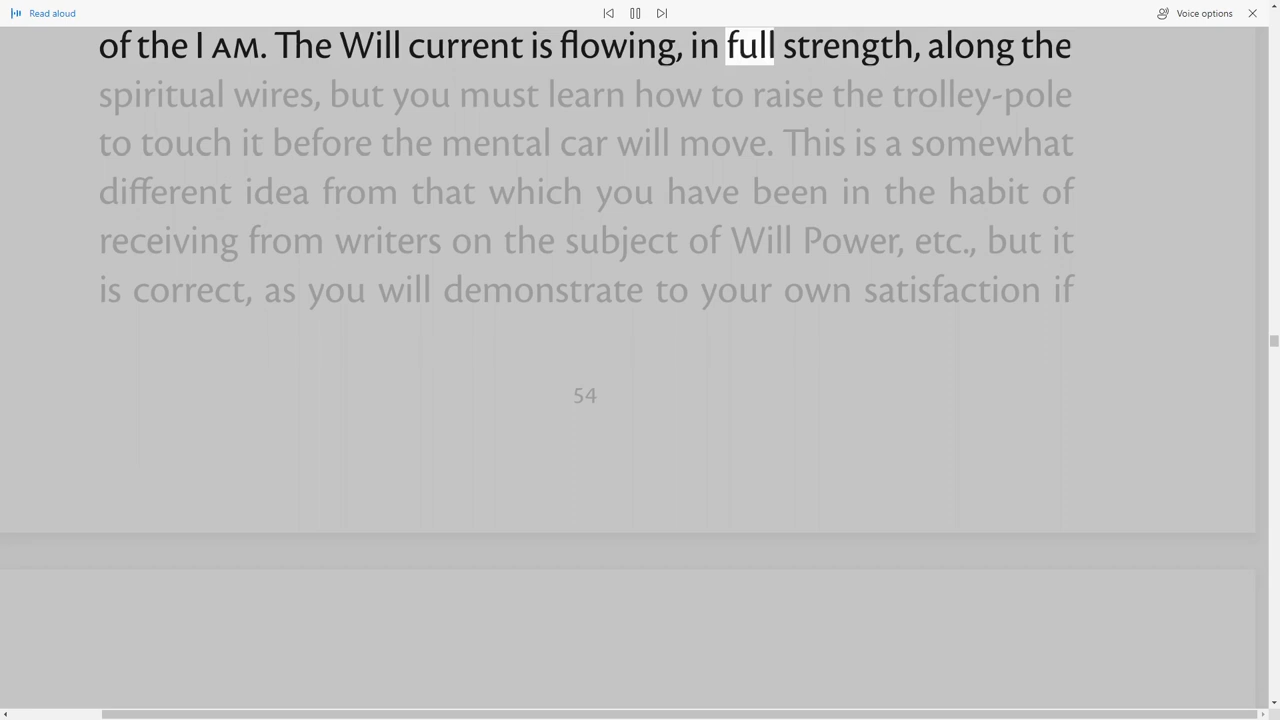 Read aloud
Voice options
of the I AM. The Will current is flowing, in full strength, along the
spiritual wires, but you must learn how to raise the trolley-pole
to touch it before the mental car will move. This is a somewhat
different idea from that which you have been in the habit of
receiving from writers on the subject of Will Power, etc., but it
is correct, as you will demonstrate to your own satisfaction if
54